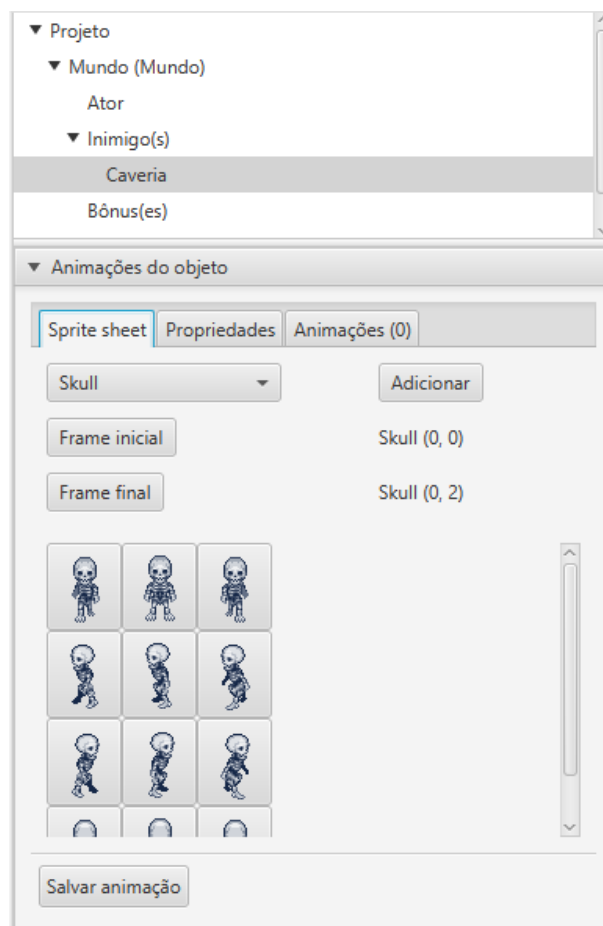 Projeto
Mundo (Mundo)
Ator
Inimigo(s)
Caveria
Bônus(es)
Animações do objeto
Sprite sheet Propriedades Animações (0)
Skull Adicionar
Frame inicial Skull (0, 0)
Frame final Skull (0, 2)
Salvar animação